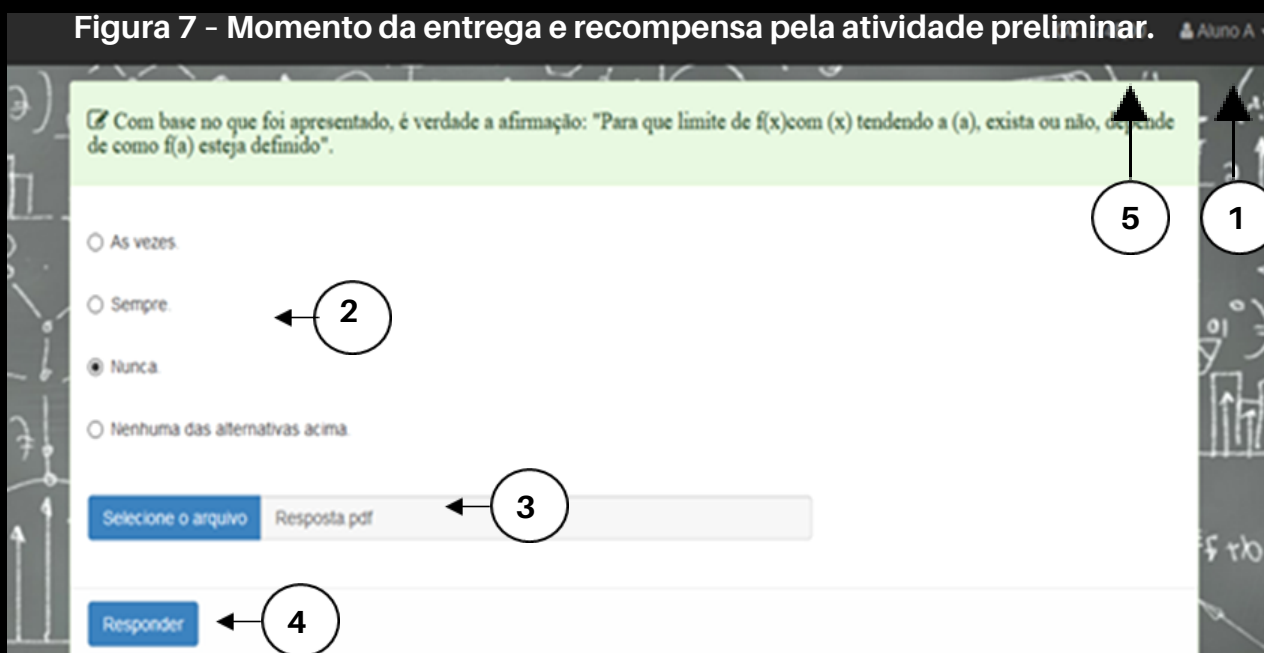 Figura 7 – Momento da entrega e recompensa pela atividade preliminar.
Aluno A
Com base no que foi apresentado, é verdade a afirmação: "Para que limite de f(x)com (x) tendendo a (a), exista ou não, depende
de como f(a) esteja definido".
5
1
As vezes.
Sempre.
2
Nunca.
Nenhuma das alternativas acima.
Selecione o arquivo
Resposta.pdf
3
Responder
4